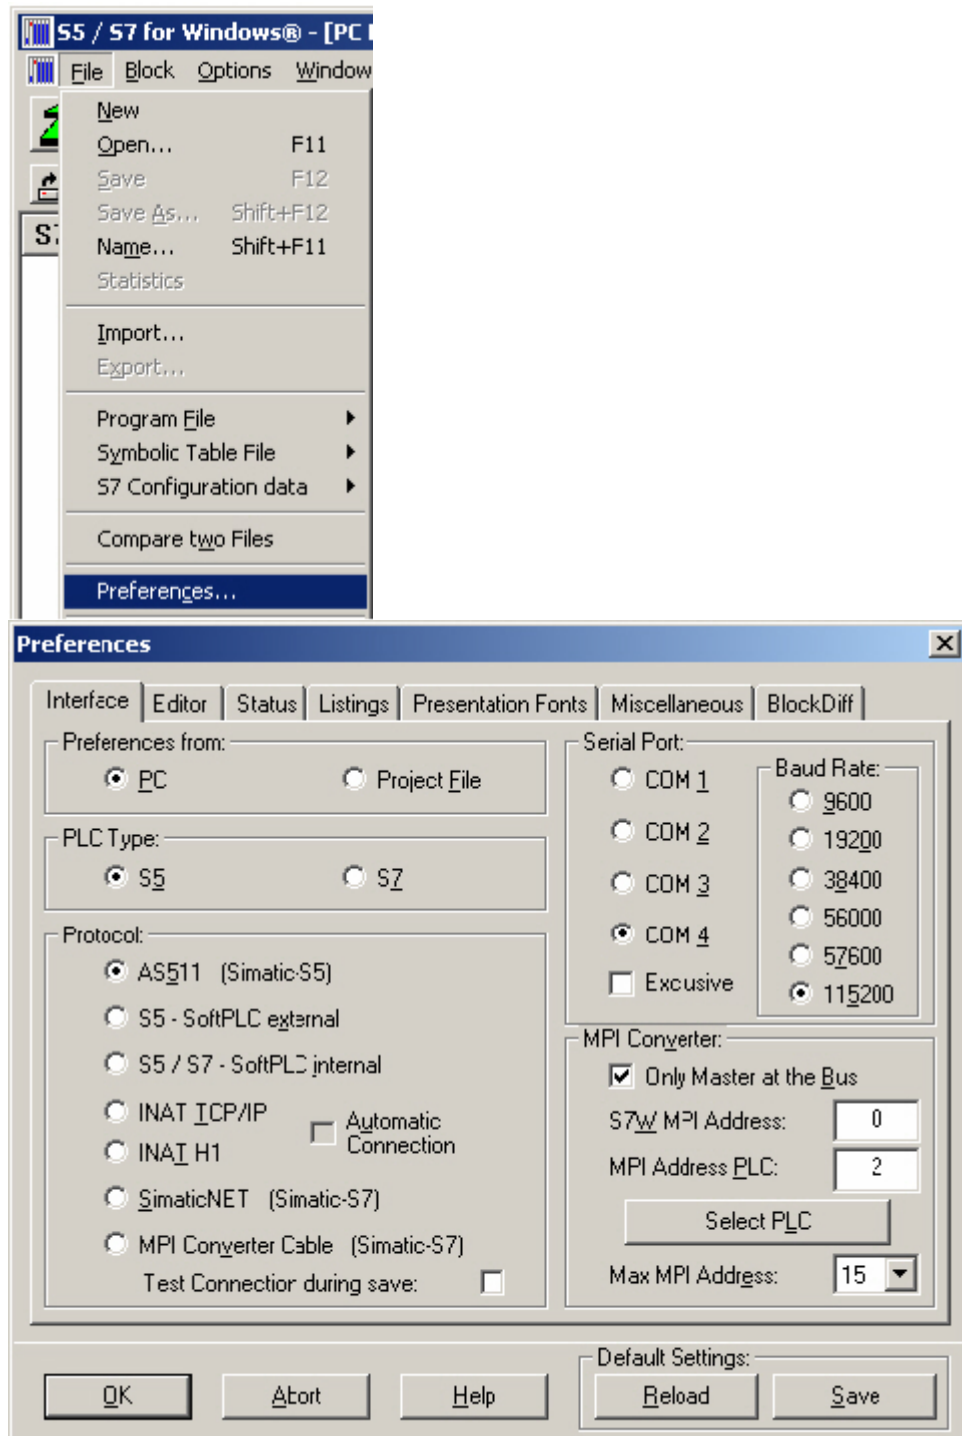 S5 / S7 for Windows® - [PC
File Block Options Window
New
Open... F11
Save F12
Save As... Shift+F12
Name... Shift+F11
Statistics
Import...
Export...
Program File
Symbolic Table File
S7 Configuration data
Compare two Files
Preferences...
Preferences
Interface Editor Status Listings Presentation Fonts Miscellaneous BlockDiff
Preferences from:
PC Project File
PLC Type:
S5 S7
Protocol:
AS511 (Simatic-S5)
S5 - SoftPLC external
S5 / S7 - SoftPLC internal
INAT TCP/IP
INAT H1
Automatic
Connection
SimaticNET (Simatic-S7)
MPI Converter Cable (Simatic-S7)
Test Connection during save:
Serial Port:
COM 1
COM 2
COM 3
COM 4
Excusive
Baud Rate:
9600
19200
38400
56000
57600
115200
MPI Converter:
Only Master at the Bus
S7W MPI Address: 0
MPI Address PLC: 2
Select PLC
Max MPI Address: 15
Default Settings:
OK Abort Help Reload Save